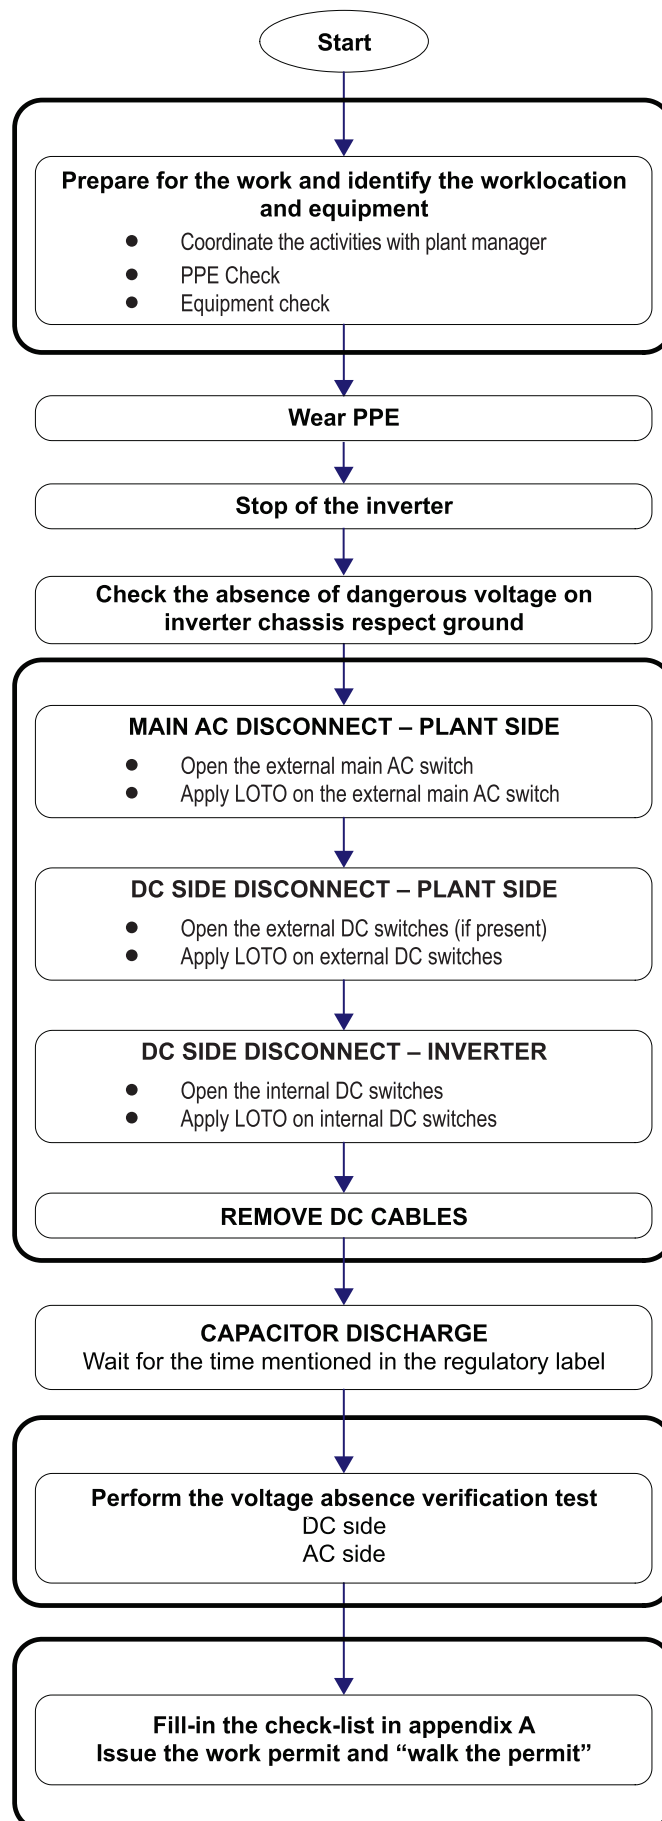 Start
Prepare for the work and identify the worklocation
and equipment
● Coordinate the activities with plant manager
● PPE Check
● Equipment check
Wear PPE
Stop of the inverter
Check the absence of dangerous voltage on
inverter chassis respect ground
MAIN AC DISCONNECT – PLANT SIDE
● Open the external main AC switch
● Apply LOTO on the external main AC switch
DC SIDE DISCONNECT – PLANT SIDE
● Open the external DC switches (if present)
● Apply LOTO on external DC switches
DC SIDE DISCONNECT – INVERTER
● Open the internal DC switches
● Apply LOTO on internal DC switches
REMOVE DC CABLES
CAPACITOR DISCHARGE
Wait for the time mentioned in the regulatory label
Perform the voltage absence verification test
DC side
AC side
Fill-in the check-list in appendix A
Issue the work permit and “walk the permit”